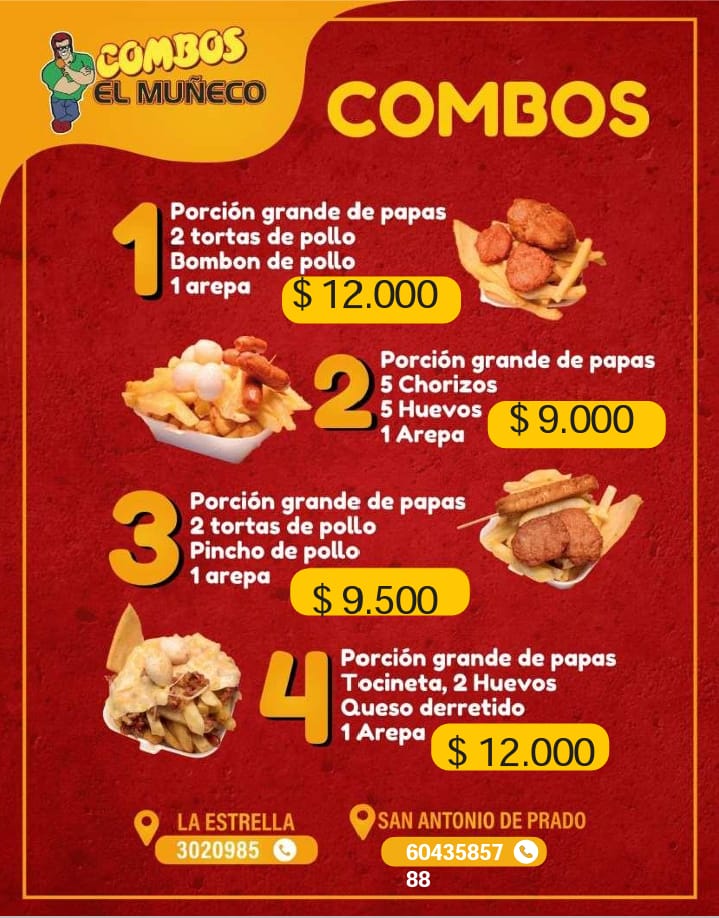 COMBOS
EL MUÑECO
COMBOS
1
Porción grande de papas
2 tortas de pollo
Bombon de pollo
1 arepa
$ 12.000
2
Porción grande de papas
5 Chorizos
5 Huevos
1 Arepa
$ 9.000
3
Porción grande de papas
2 tortas de pollo
Pincho de pollo
1 arepa
$ 9.500
4
Porción grande de papas
Tocineta, 2 Huevos
Queso derretido
1 Arepa
$ 12.000
LA ESTRELLA
3020985
SAN ANTONIO DE PRADO
60435857
88